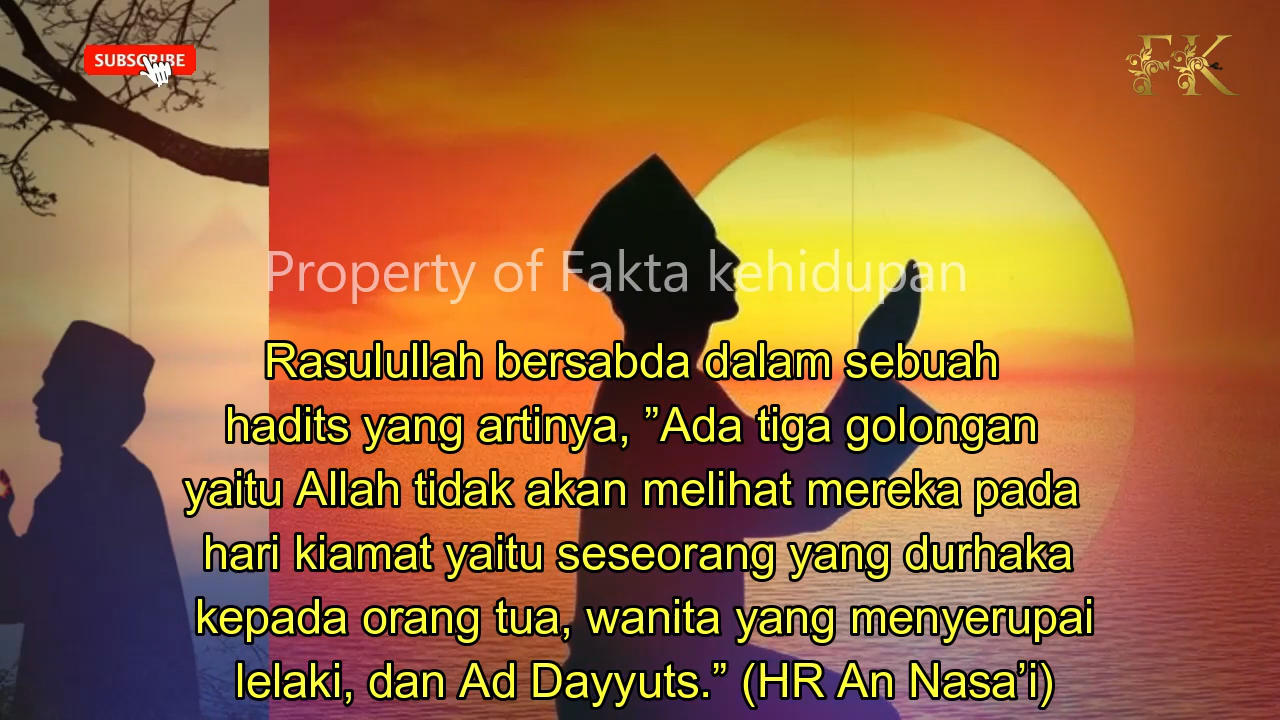 SUBSCRIBE
FK
Property of Fakta kehidupan
Rasulullah bersabda dalam sebuah
hadits yang artinya, ”Ada tiga golongan
yaitu Allah tidak akan melihat mereka pada
hari kiamat yaitu seseorang yang durhaka
kepada orang tua, wanita yang menyerupai
lelaki, dan Ad Dayyuts.” (HR An Nasa’i)